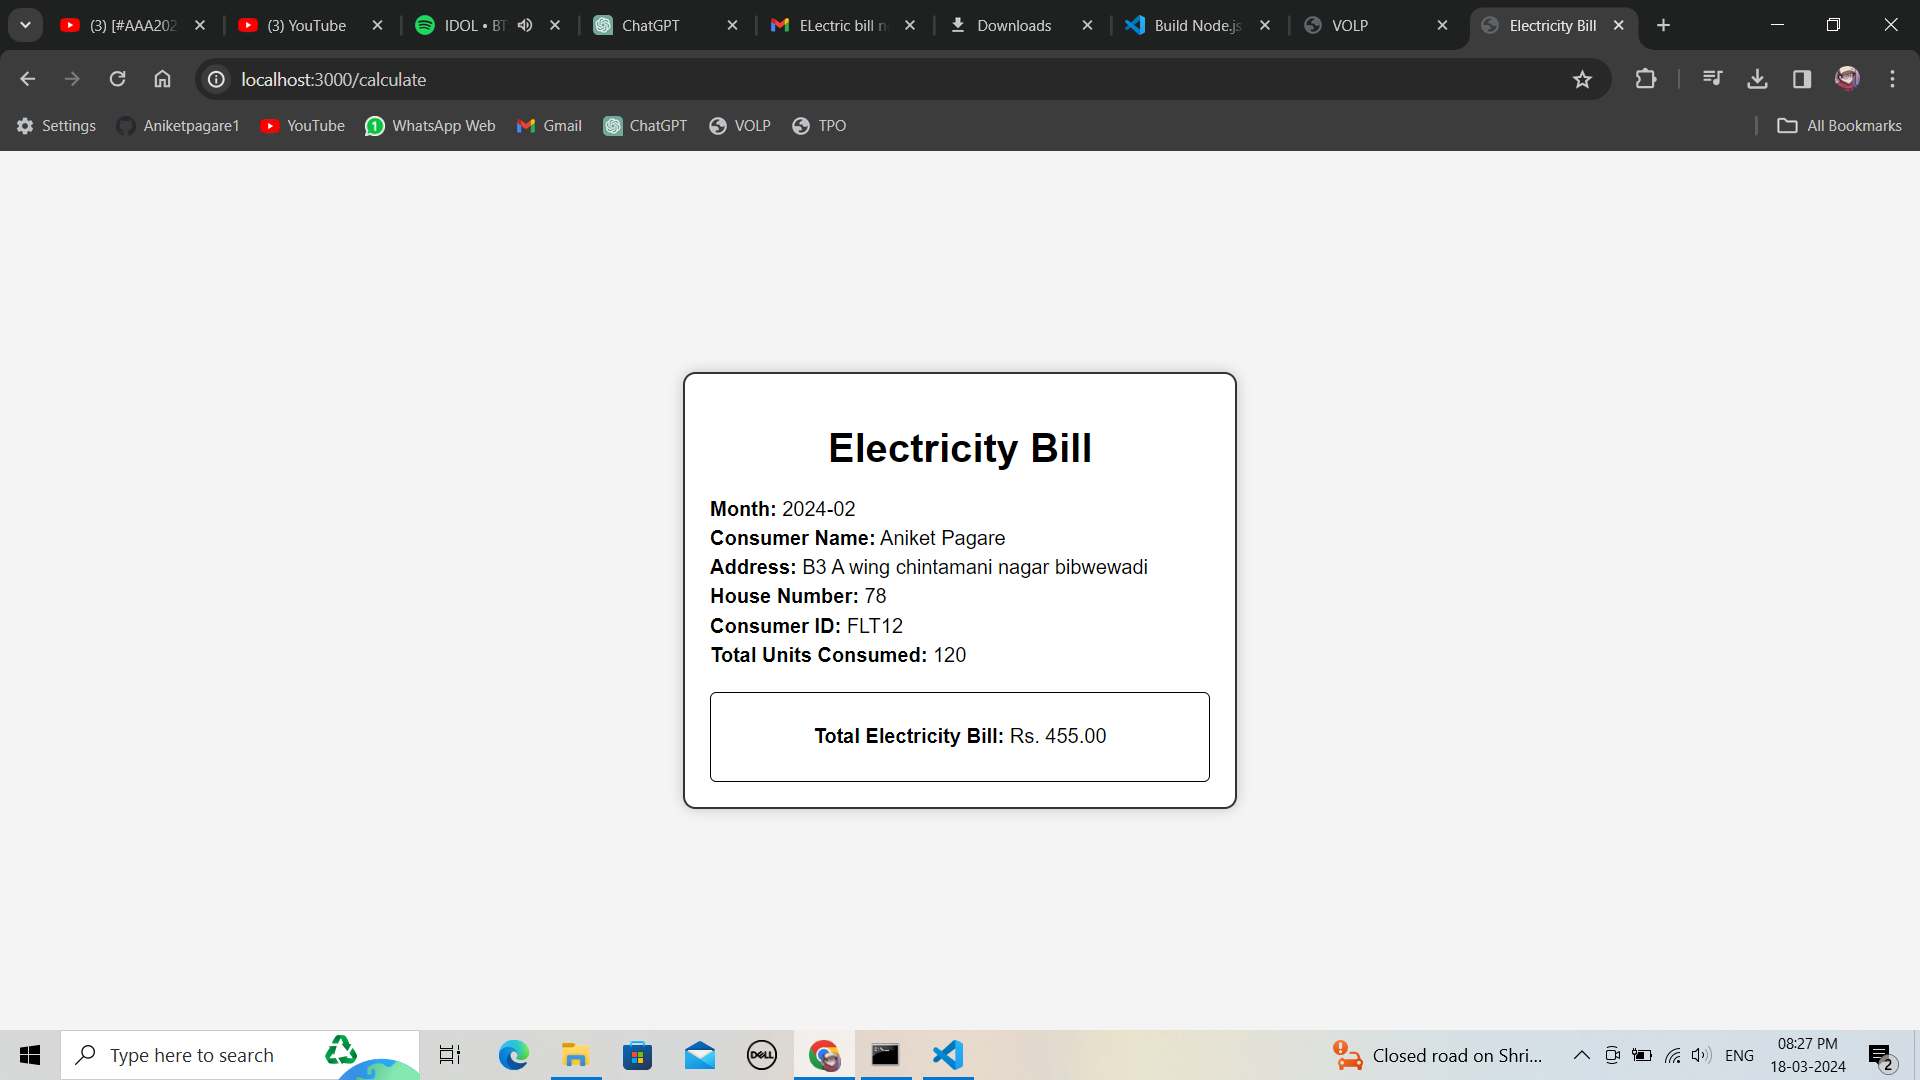 (3) [#AAA202
(3) YouTube
IDOL • BT
ChatGPT
ELectric bill n
Downloads
Build Node.js
VOLP
Electricity Bill
localhost:3000/calculate
Settings
Aniketpagare1
YouTube
WhatsApp Web
Gmail
ChatGPT
VOLP
TPO
All Bookmarks
Electricity Bill
Month: 2024-02
Consumer Name: Aniket Pagare
Address: B3 A wing chintamani nagar bibwewadi
House Number: 78
Consumer ID: FLT12
Total Units Consumed: 120
Total Electricity Bill: Rs. 455.00
Type here to search
DELL
Closed road on Shri...
ENG
08:27 PM
18-03-2024
2